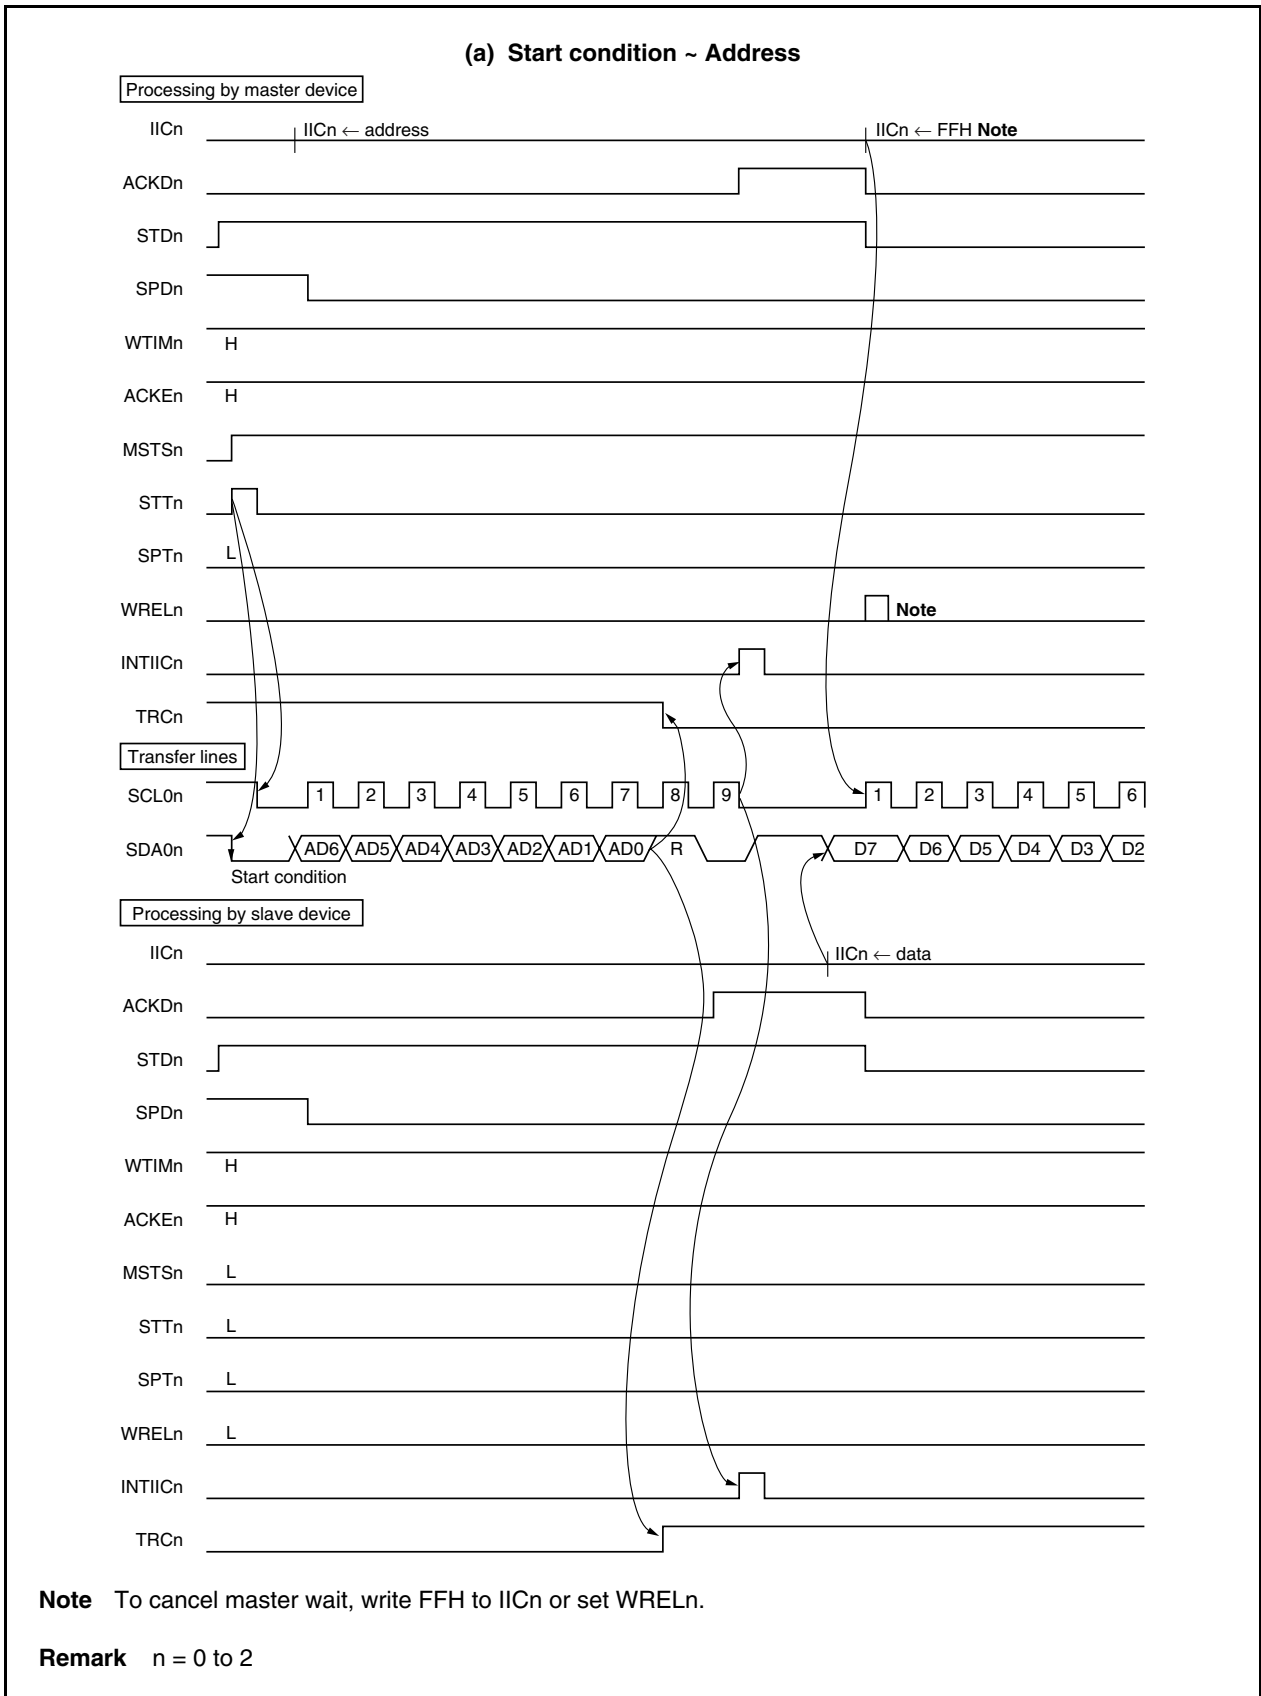 (a) Start condition ~ Address
Processing by master device
IICn IICn ← address IICn ← FFH Note
ACKDn
STDn
SPDn
WTIMn H
ACKEn H
MSTSn
STTn
SPTn L
WRELn Note
INTIICn
TRCn
Transfer lines
SCL0n 1 2 3 4 5 6 7 8 9 1 2 3 4 5 6
SDA0n AD6 AD5 AD4 AD3 AD2 AD1 AD0 R D7 D6 D5 D4 D3 D2
Start condition
Processing by slave device
IICn IICn ← data
ACKDn
STDn
SPDn
WTIMn H
ACKEn H
MSTSn L
STTn L
SPTn L
WRELn L
INTIICn
TRCn
Note To cancel master wait, write FFH to IICn or set WRELn.
Remark n = 0 to 2